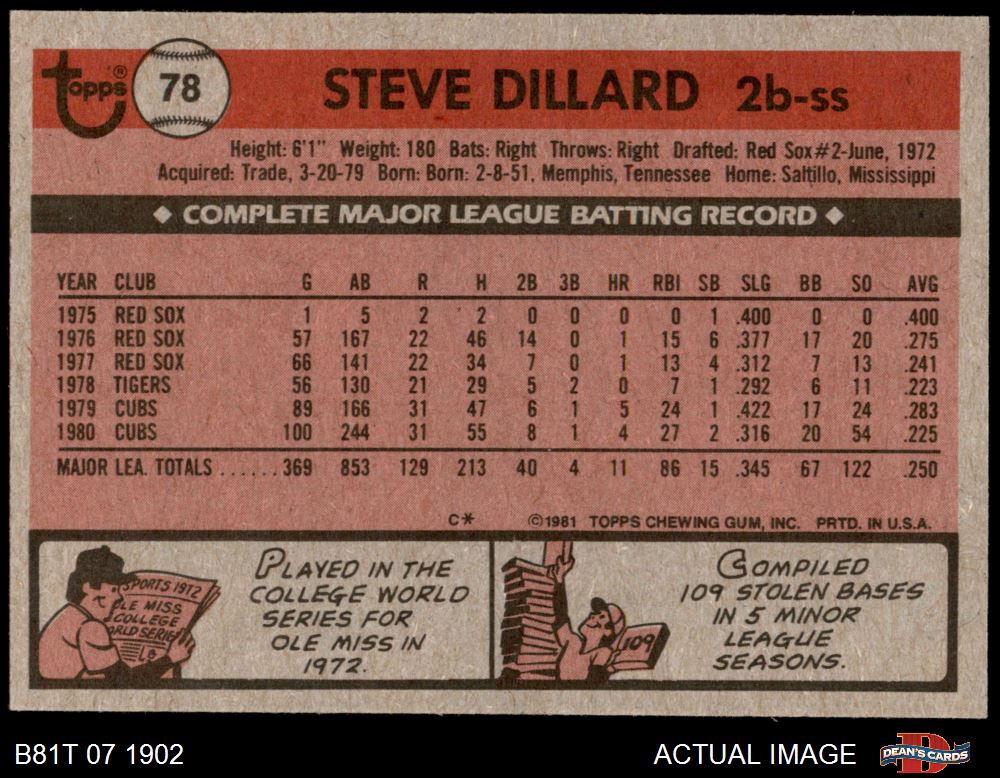 Topps® 78 STEVE DILLARD 2b-ss
Height: 6'1" Weight: 180 Bats: Right Throws: Right Drafted: Red Sox#2-June, 1972
Acquired: Trade, 3-20-79 Born: Born: 2-8-51, Memphis, Tennessee Home: Saltillo, Mississippi
◆ COMPLETE MAJOR LEAGUE BATTING RECORD ◆
YEAR CLUB G AB R H 2B 3B HR RBI SB SLG BB SO AVG
1975 RED SOX 1 5 2 2 0 0 0 0 1 .400 0 0 .400
1976 RED SOX 57 167 22 46 14 0 1 15 6 .377 17 20 .275
1977 RED SOX 66 141 22 34 7 0 1 13 4 .312 7 13 .241
1978 TIGERS 56 130 21 29 5 2 0 7 1 .292 6 11 .223
1979 CUBS 89 166 31 47 6 1 5 24 1 .422 17 24 .283
1980 CUBS 100 244 31 55 8 1 4 27 2 .316 20 54 .225
MAJOR LEA. TOTALS ...... 369 853 129 213 40 4 11 86 15 .345 67 122 .250
C* ©1981 TOPPS CHEWING GUM, INC. PRTD. IN U.S.A.
SPORTS 1972
OLE MISS
COLLEGE
WORLD SERIES
PLAYED IN THE
COLLEGE WORLD
SERIES FOR
OLE MISS IN
1972.
109
COMPILED
109 STOLEN BASES
IN 5 MINOR
LEAGUE
SEASONS.
B81T 07 1902 ACTUAL IMAGE DEAN'S CARDS